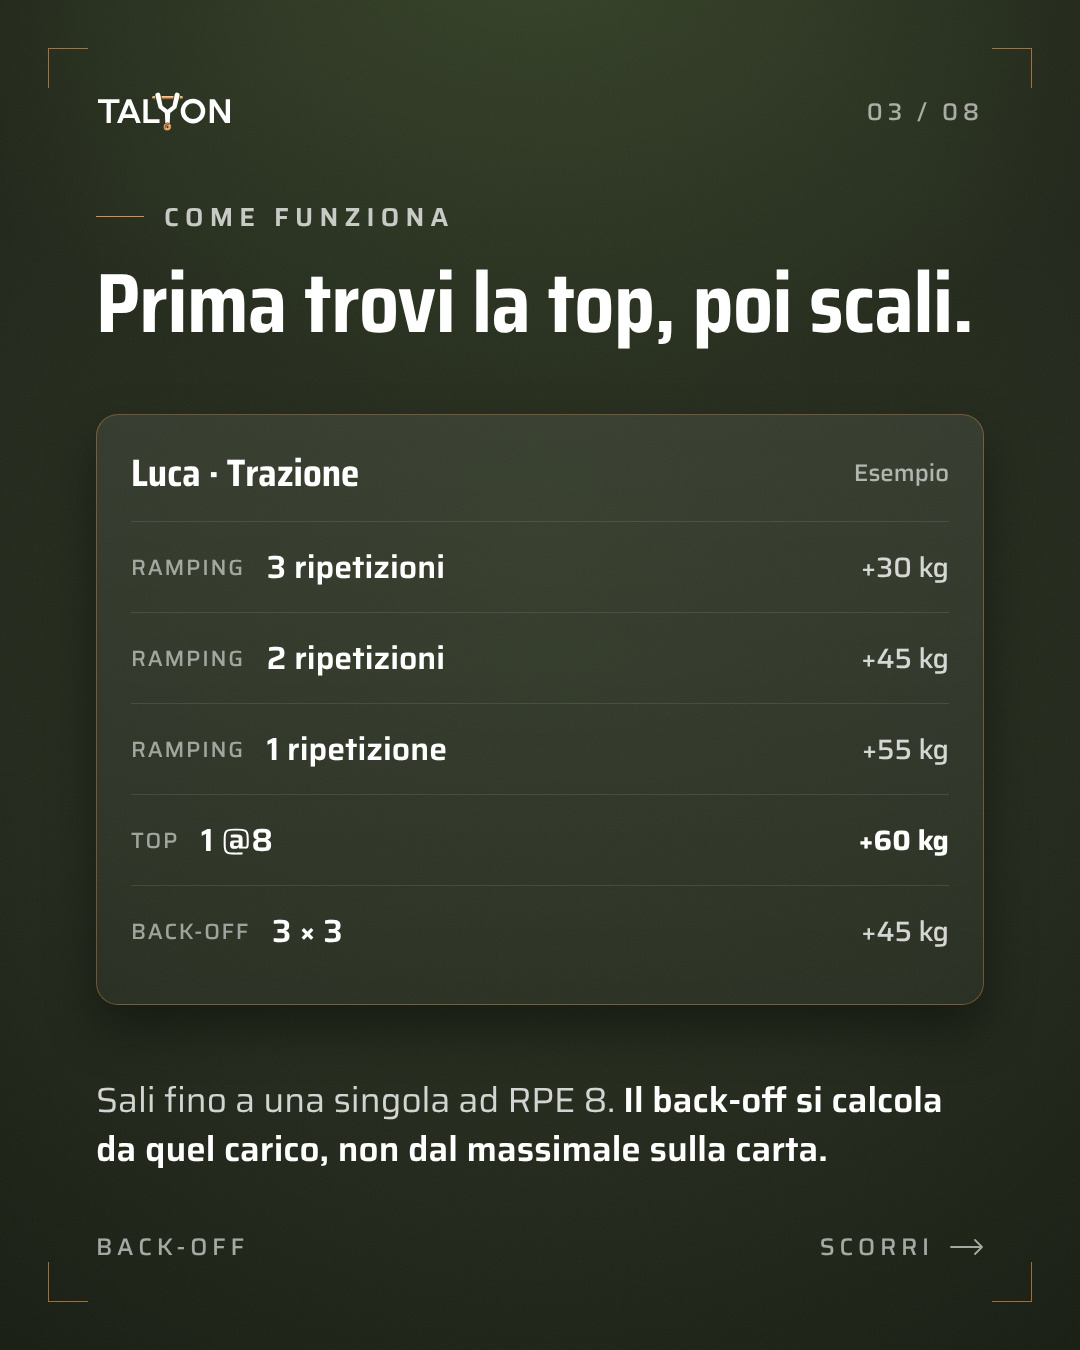 TALYON
03 / 08
COME FUNZIONA
Prima trovi la top, poi scali.
Luca · Trazione Esempio
RAMPING 3 ripetizioni +30 kg
RAMPING 2 ripetizioni +45 kg
RAMPING 1 ripetizione +55 kg
TOP 1 @8 +60 kg
BACK-OFF 3 × 3 +45 kg
Sali fino a una singola ad RPE 8. Il back-off si calcola
da quel carico, non dal massimale sulla carta.
BACK-OFF
SCORRI →